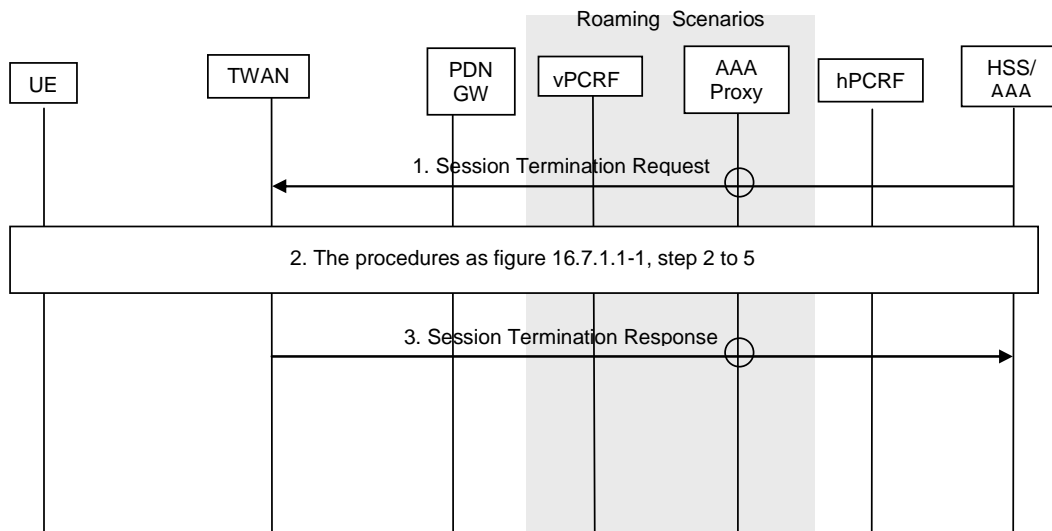 Roaming Scenarios
UE
TWAN
PDN
GW
vPCRF
AAA
Proxy
hPCRF
HSS/
AAA
1. Session Termination Request
2. The procedures as figure 16.7.1.1-1, step 2 to 5
3. Session Termination Response